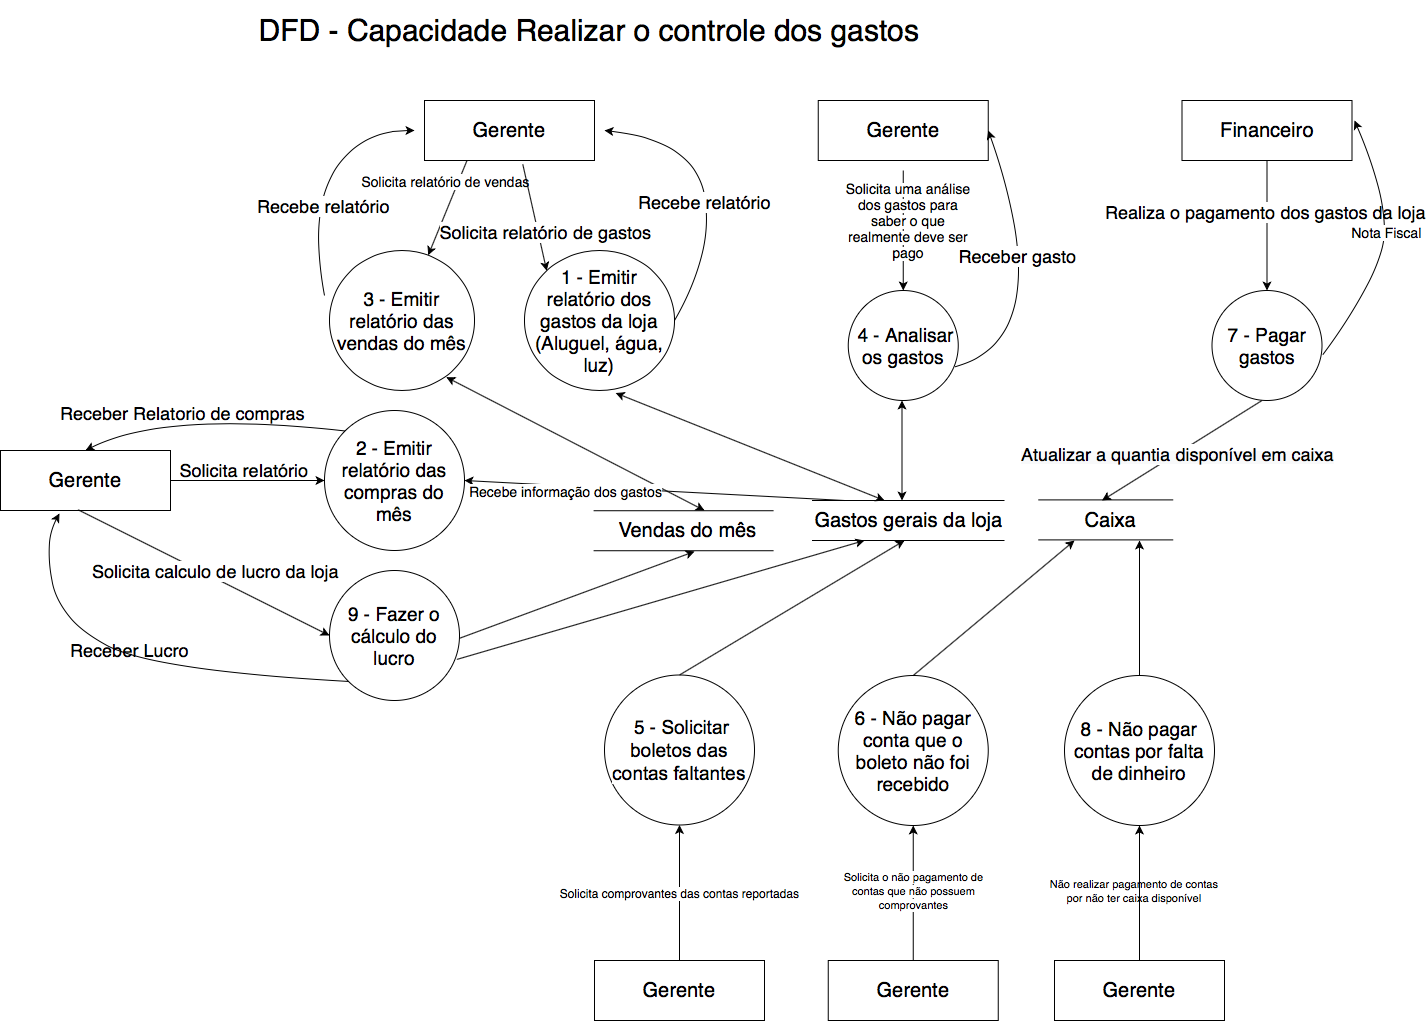 DFD - Capacidade Realizar o controle dos gastos
Gerente
Gerente
Financeiro
Solicita relatório de vendas
Recebe relatório
Recebe relatório
Solicita relatório de gastos
Solicita uma análise
dos gastos para
saber o que
realmente deve ser
pago
Receber gasto
Realiza o pagamento dos gastos da loja
Nota Fiscal
3 - Emitir
relatório das
vendas do mês
1 - Emitir
relatório dos
gastos da loja
(Aluguel, água,
luz)
4 - Analisar
os gastos
7 - Pagar
gastos
Receber Relatorio de compras
Gerente
Solicita relatório
2 - Emitir
relatório das
compras do
mês
Recebe informação dos gastos
Atualizar a quantia disponível em caixa
Vendas do mês
Gastos gerais da loja
Caixa
Solicita calculo de lucro da loja
Receber Lucro
9 - Fazer o
cálculo do
lucro
5 - Solicitar
boletos das
contas faltantes
6 - Não pagar
conta que o
boleto não foi
recebido
8 - Não pagar
contas por falta
de dinheiro
Solicita comprovantes das contas reportadas
Solicita o não pagamento de
contas que não possuem
comprovantes
Não realizar pagamento de contas
por não ter caixa disponível
Gerente
Gerente
Gerente